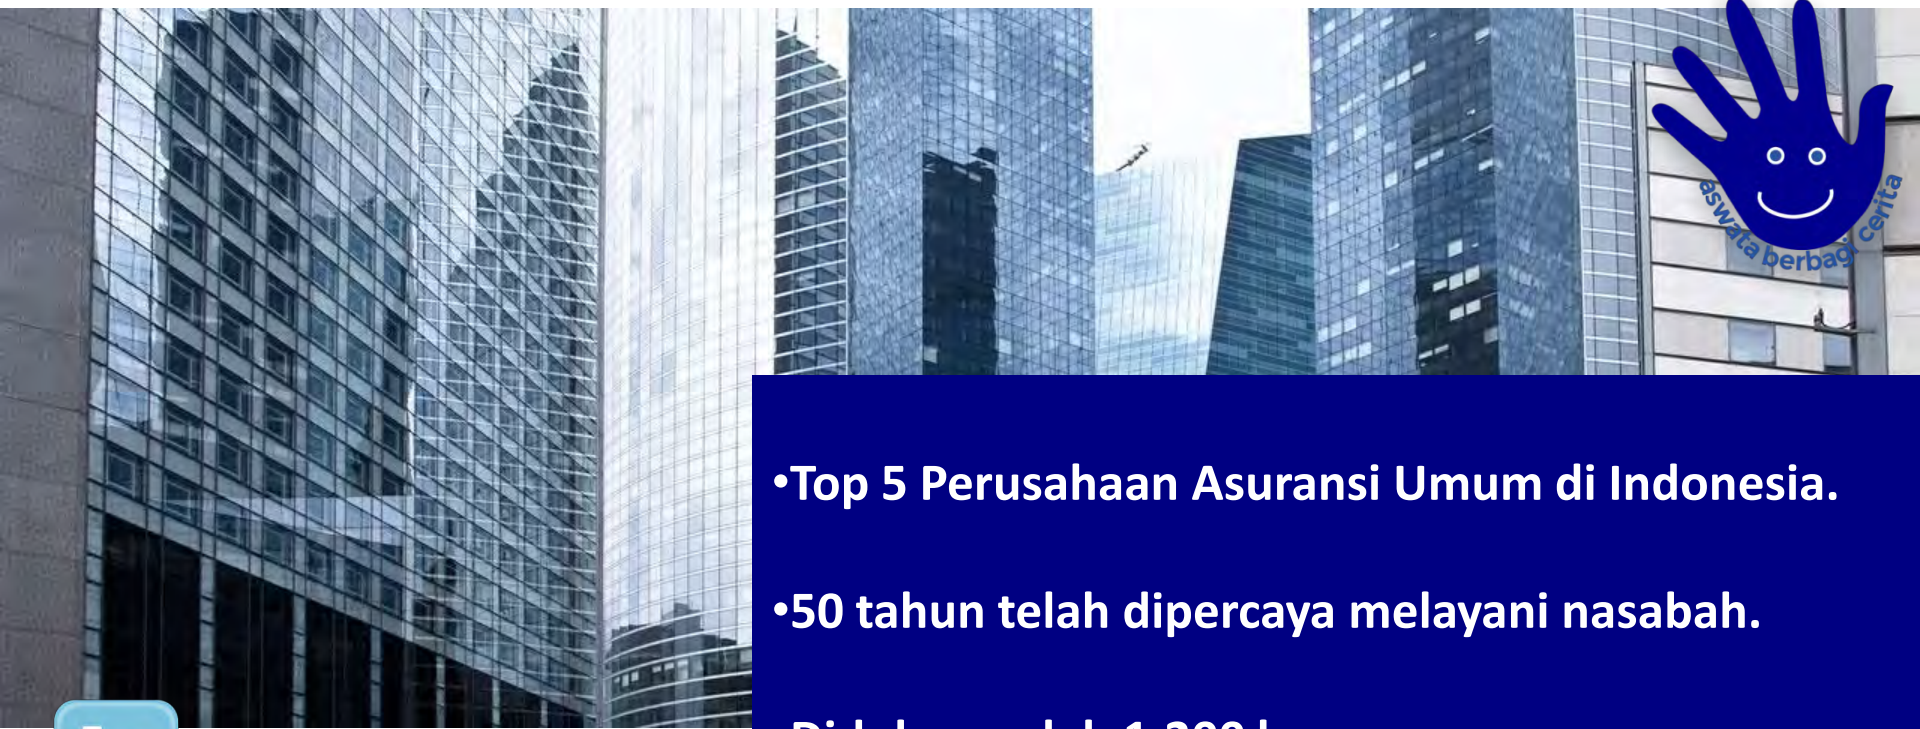 aswata berbagi cerita
•Top 5 Perusahaan Asuransi Umum di Indonesia.
•50 tahun telah dipercaya melayani nasabah.